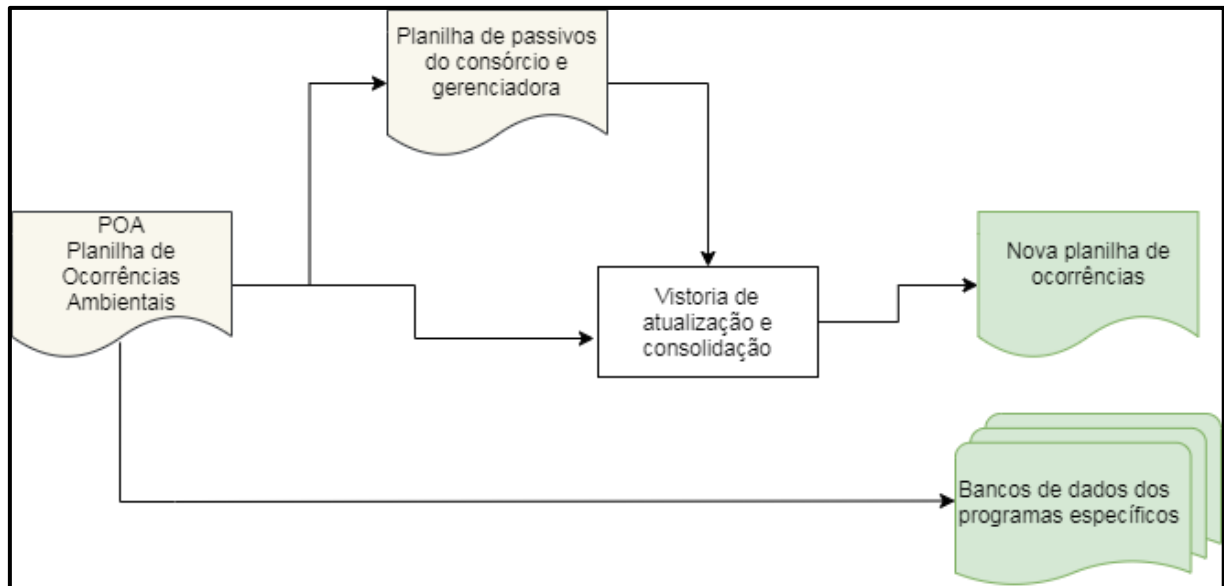 Planilha de passivos
do consórcio e
gerenciadora
POA
Planilha de
Ocorrências
Ambientais
Vistoria de
atualização e
consolidação
Nova planilha de
ocorrências
Bancos de dados dos
programas específicos